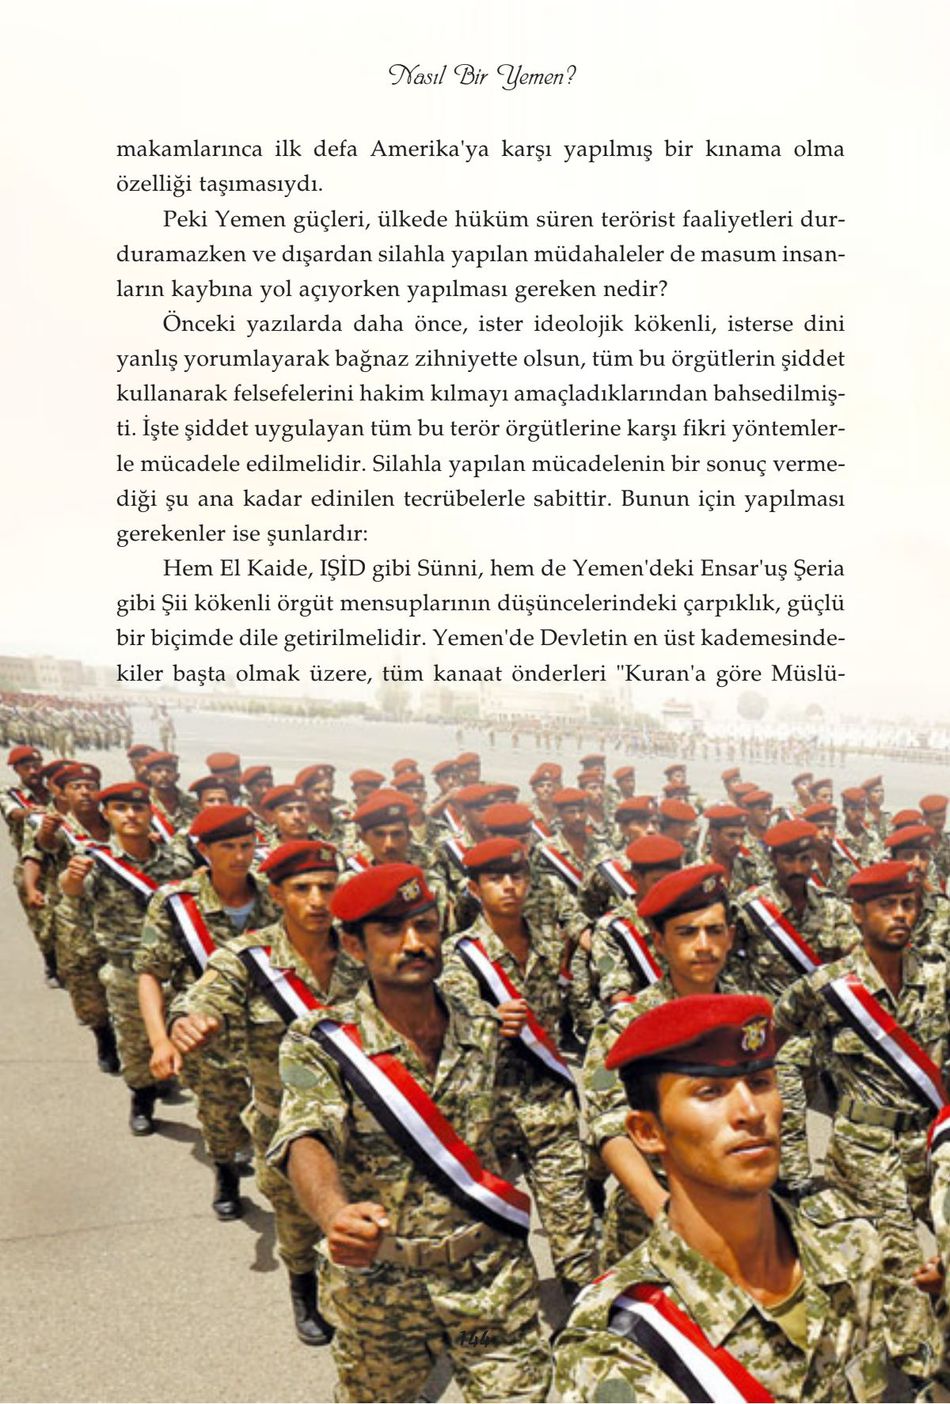 Nasıl Bir Yemen?
makamlarınca ilk defa Amerika'ya karşı yapılmış bir kınama olma
özelliği taşımasıydı.
Peki Yemen güçleri, ülkede hüküm süren terörist faaliyetleri dur-
duramazken ve dışardan silahla yapılan müdahaleler de masum insan-
ların kaybına yol açıyorken yapılması gereken nedir?
Önceki yazılarda daha önce, ister ideolojik kökenli, isterse dini
yanlış yorumlayarak bağnaz zihniyette olsun, tüm bu örgütlerin şiddet
kullanarak felsefelerini hakim kılmayı amaçladıklarından bahsedilmiş-
ti. İşte şiddet uygulayan tüm bu terör örgütlerine karşı fikri yöntemler-
le mücadele edilmelidir. Silahla yapılan mücadelenin bir sonuç verme-
diği şu ana kadar edinilen tecrübelerle sabittir. Bunun için yapılması
gerekenler ise şunlardır:
Hem El Kaide, IŞİD gibi Sünni, hem de Yemen'deki Ensar'uş Şeria
gibi Şii kökenli örgüt mensuplarının düşüncelerindeki çarpıklık, güçlü
bir biçimde dile getirilmelidir. Yemen'de Devletin en üst kademesinde-
kiler başta olmak üzere, tüm kanaat önderleri "Kuran'a göre Müslü-
144